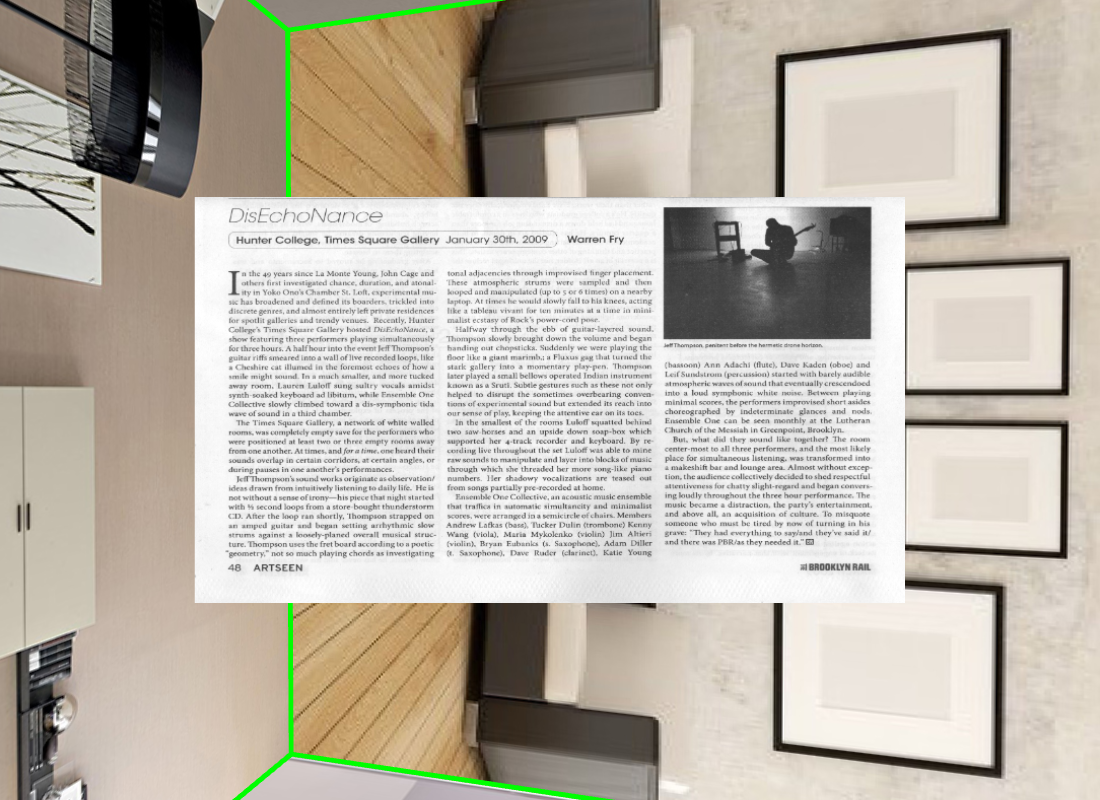 DisEchoNance
Hunter College, Times Square Gallery January 30th, 2009 Warren Fry
In the 49 years since La Monte Young, John Cage and
others first investigated chance, duration, and atonal-
ity in Yoko Ono's Chamber St. Loft, experimental mu-
sic has broadened and defined its boarders, trickled into
discrete genres, and almost entirely left private residences
for spotlit galleries and trendy venues. Recently, Hunter
College's Times Square Gallery hosted DisEchoNance, a
show featuring three performers playing simultaneously
for three hours. A half hour into the event Jeff Thompson's
guitar riffs smeared into a wall of live recorded loops, like
a Cheshire cat illumed in the foremost echoes of how a
smile might sound. In a much smaller, and more tucked
away room, Lauren Luloff sung sultry vocals amidst
synth-soaked keyboard ad libitum, while Ensemble One
Collective slowly climbed toward a dis-symphonic tida
wave of sound in a third chamber.
The Times Square Gallery, a network of white walled
rooms, was completely empty save for the performers who
were positioned at least two or three empty rooms away
from one another. At times, and for a time, one heard their
sounds overlap in certain corridors, at certain angles, or
during pauses in one another's performances.
Jeff Thompson's sound works originate as observation/
ideas drawn from intuitively listening to daily life. He is
not without a sense of irony—his piece that night started
with ¾ second loops from a store-bought thunderstorm
CD. After the loop ran shortly, Thompson strapped on
an amped guitar and began setting arrhythmic slow
strums against a loosely-planed overall musical struc-
ture. Thompson uses the fret board according to a poetic
"geometry," not so much playing chords as investigating
tonal adjacencies through improvised finger placement.
These atmospheric strums were sampled and then
looped and manipulated (up to 5 or 6 times) on a nearby
laptop. At times he would slowly fall to his knees, acting
like a tableau vivant for ten minutes at a time in mini-
malist ecstasy of Rock's power-cord pose.
Halfway through the ebb of guitar-layered sound,
Thompson slowly brought down the volume and began
handing out chopsticks. Suddenly we were playing the
floor like a giant marimba; a Fluxus gag that turned the
stark gallery into a momentary play-pen. Thompson
later played a small bellows operated Indian instrument
known as a Sruti. Subtle gestures such as these not only
helped to disrupt the sometimes overbearing conven-
tions of experimental sound but extended its reach into
our sense of play, keeping the attentive ear on its toes.
In the smallest of the rooms Luloff squatted behind
two saw horses and an upside down soap-box which
supported her 4-track recorder and keyboard. By re-
cording live throughout the set Luloff was able to mine
raw sounds to manipulate and layer into blocks of music
through which she threaded her more song-like piano
numbers. Her shadowy vocalizations are teased out
from songs partially pre-recorded at home.
Ensemble One Collective, an acoustic music ensemble
that traffics in automatic simultaneity and minimalist
scores, were arranged in a semicircle of chairs. Members
Andrew Lafkas (bass), Tucker Dulin (trombone) Kenny
Wang (viola), Maria Mykolenko (violin) Jim Altieri
(violin), Bryan Eubanks (s. Saxophone), Adam Diller
(t. Saxophone), Dave Ruder (clarinet), Katie Young
Jeff Thompson, penitent before the hermetic drone horizon.
(bassoon) Ann Adachi (flute), Dave Kaden (oboe) and
Leif Sundstrom (percussion) started with barely audible
atmospheric waves of sound that eventually crescendoed
into a loud symphonic white noise. Between playing
minimal scores, the performers improvised short asides
choreographed by indeterminate glances and nods.
Ensemble One can be seen monthly at the Lutheran
Church of the Messiah in Greenpoint, Brooklyn.
But, what did they sound like together? The room
center-most to all three performers, and the most likely
place for simultaneous listening, was transformed into
a makeshift bar and lounge area. Almost without excep-
tion, the audience collectively decided to shed respectful
attentiveness for chatty slight-regard and began convers-
ing loudly throughout the three hour performance. The
music became a distraction, the party's entertainment,
and above all, an acquisition of culture. To misquote
someone who must be tired by now of turning in his
grave: "They had everything to say/and they've said it/
and there was PBR/as they needed it."
48 ARTSEEN
BROOKLYN RAIL